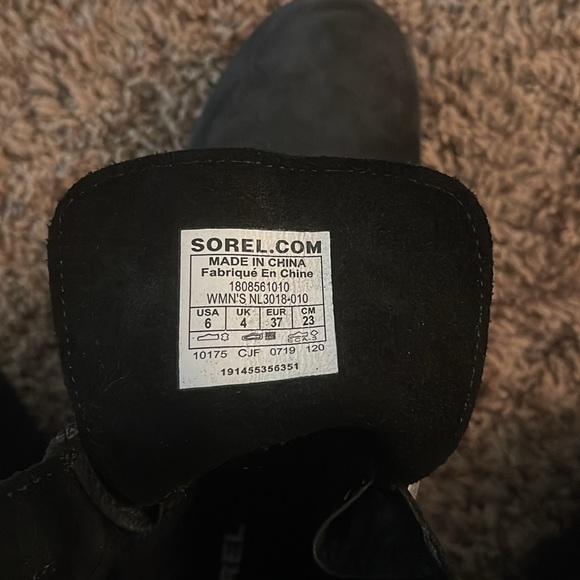 SOREL.COM
MADE IN CHINA
Fabriqué En Chine
1808561010
WMN'S NL3018-010
USA UK EUR CM
6 4 37 23
10175 CJF 0719 120
191455356351
REL